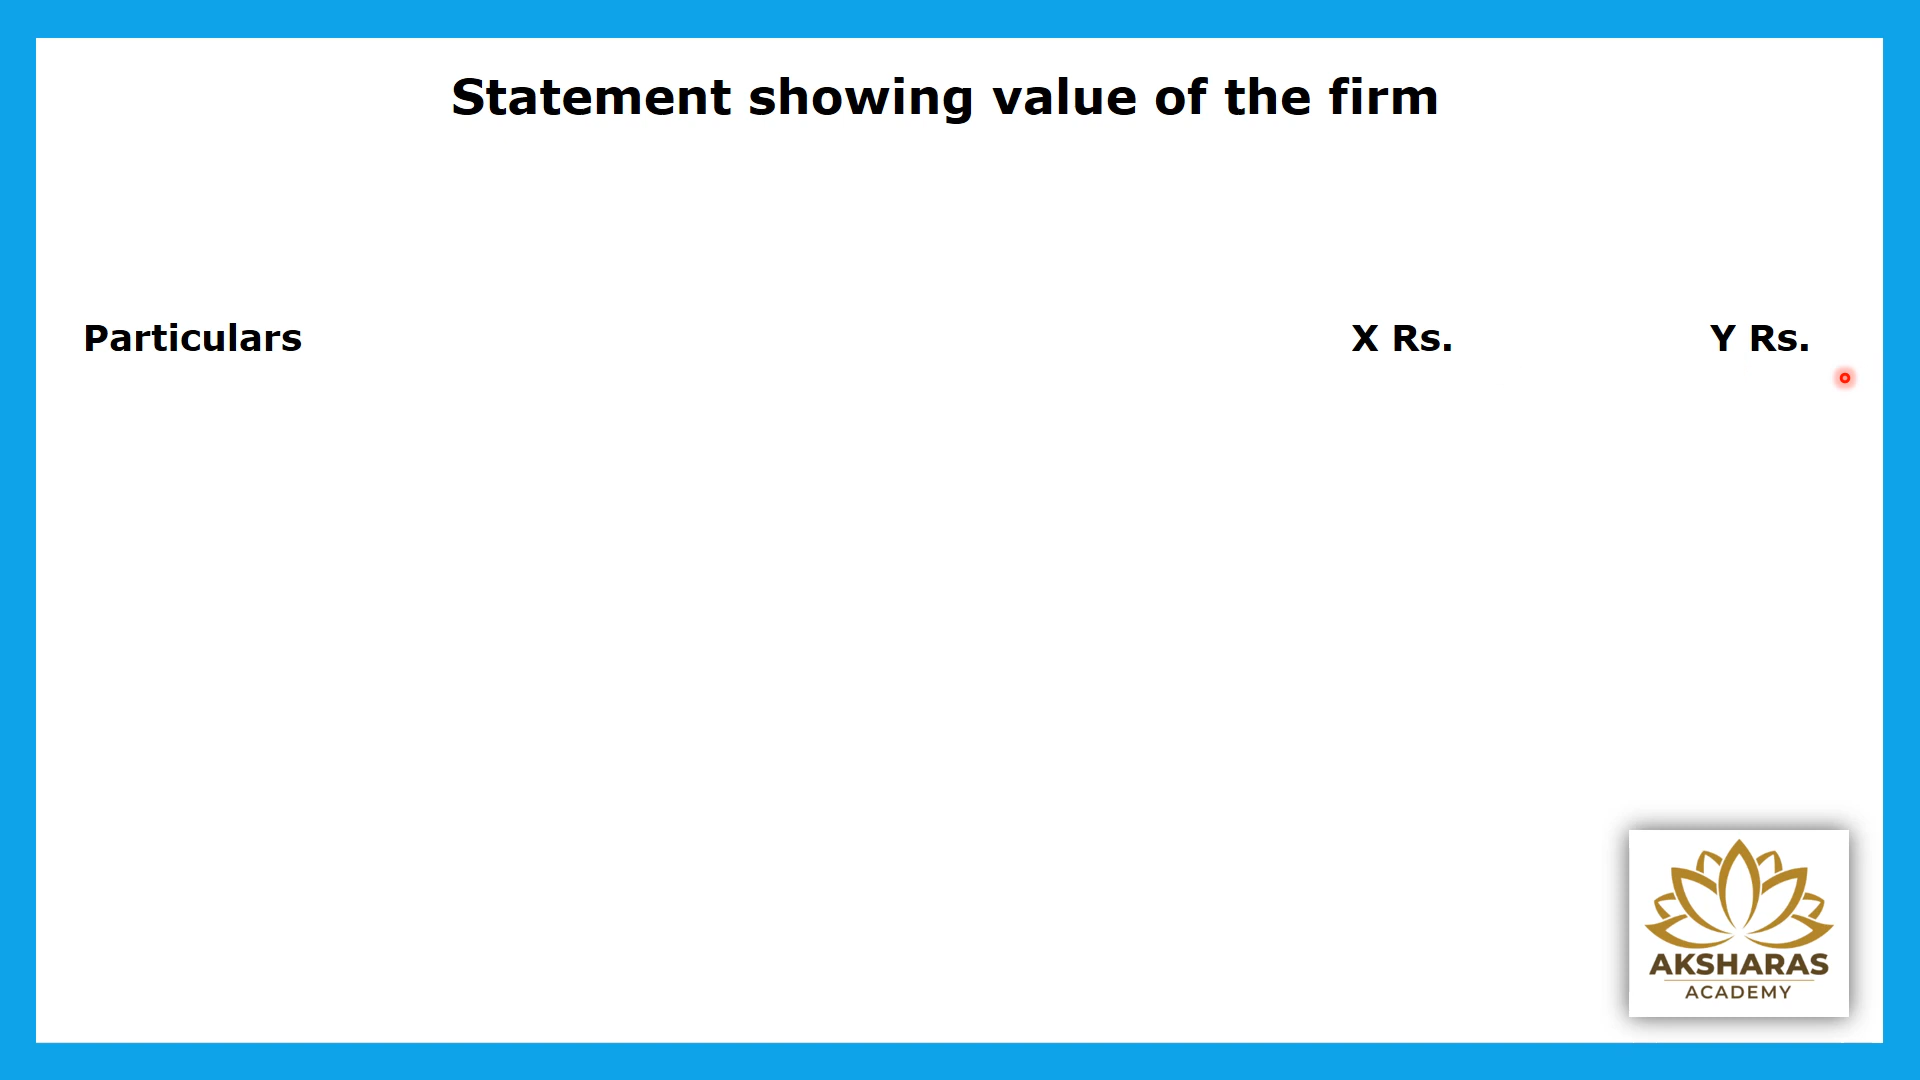 Statement showing value of the firm
Particulars X Rs. Y Rs.
AKSHARAS
ACADEMY